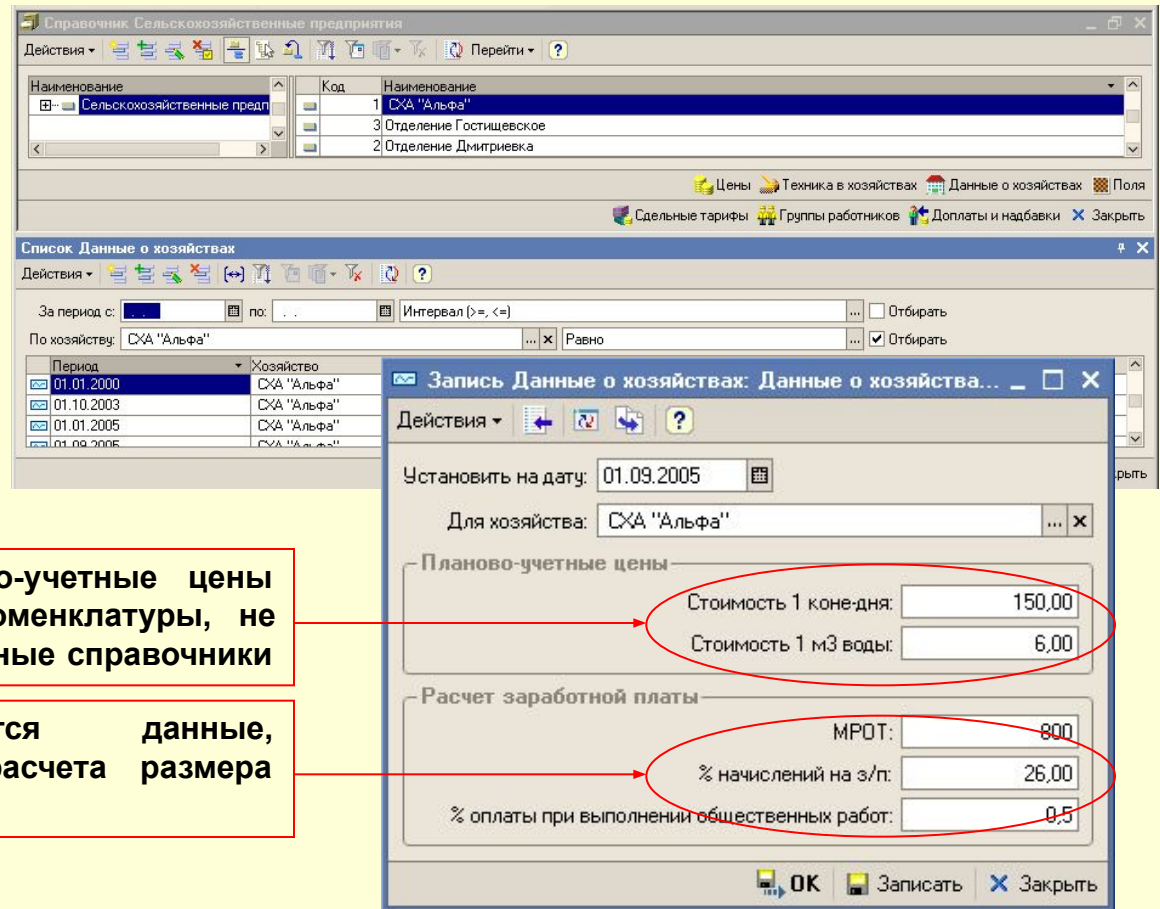 Справочник Сельскохозяйственные предприятия
Действия Перейти
Наименование
Сельскохозяйственные предп
Код Наименование
1 СХА "Альфа"
3 Отделение Гостищевское
2 Отделение Дмитриевка
Цены Техника в хозяйствах Данные о хозяйствах Поля
Сдельные тарифы Группы работников Доплаты и надбавки Закрыть
Список Данные о хозяйствах
Действия
За период с: . . по: . . Интервал (>=, <=) ... Отбирать
По хозяйству: СХА "Альфа" ... x Равно ... Отбирать
Период Хозяйство
01.01.2000 СХА "Альфа"
01.10.2003 СХА "Альфа"
01.01.2005 СХА "Альфа"
01.09.2005 СХА "Альфа"
рыть
Запись Данные о хозяйствах: Данные о хозяйства...
Действия
Установить на дату: 01.09.2005
Для хозяйства: СХА "Альфа" ... x
Планово-учетные цены
Стоимость 1 коне-дня: 150,00
Стоимость 1 м3 воды: 6,00
Расчет заработной платы
МРОТ: 800
% начислений на з/п: 26,00
% оплаты при выполнении общественных работ: 0,5
OK Записать Закрыть
о-учетные цены
оменклатуры, не
ные справочники
тся данные,
расчета размера